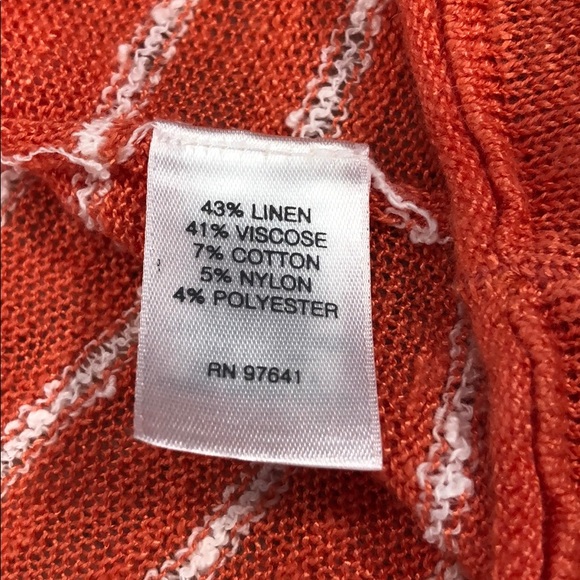 43% LINEN
41% VISCOSE
7% COTTON
5% NYLON
4% POLYESTER
RN 97641